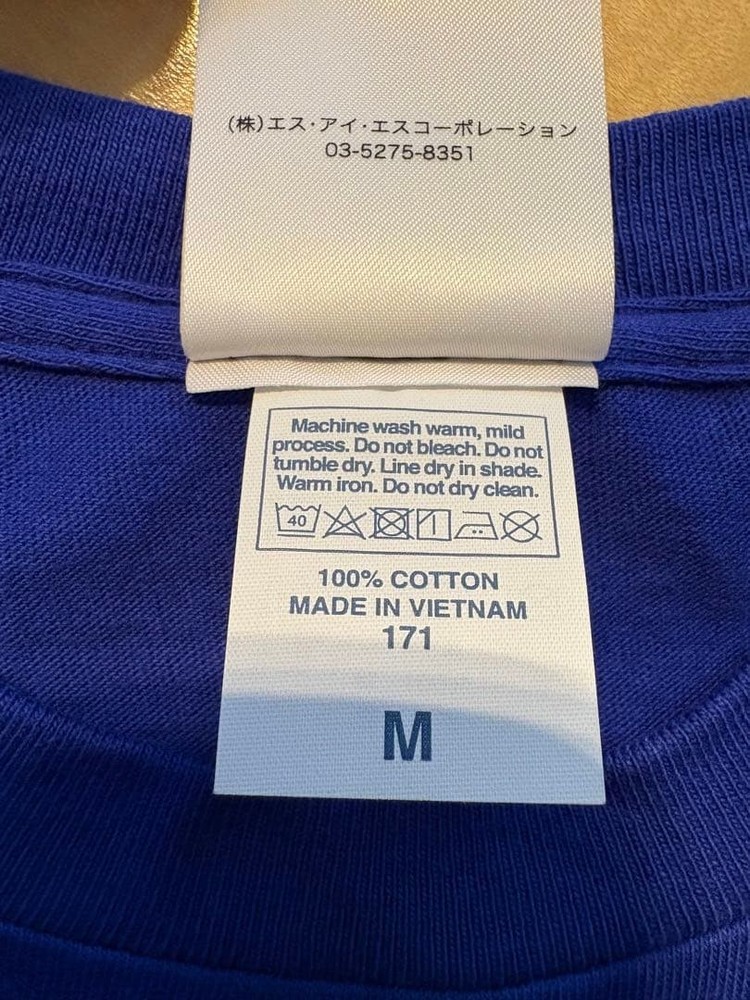 (株)エス・アイ・エスコーポレーション
03-5275-8351
Machine wash warm, mild
process. Do not bleach. Do not
tumble dry. Line dry in shade.
Warm iron. Do not dry clean.
40
100% COTTON
MADE IN VIETNAM
171
M